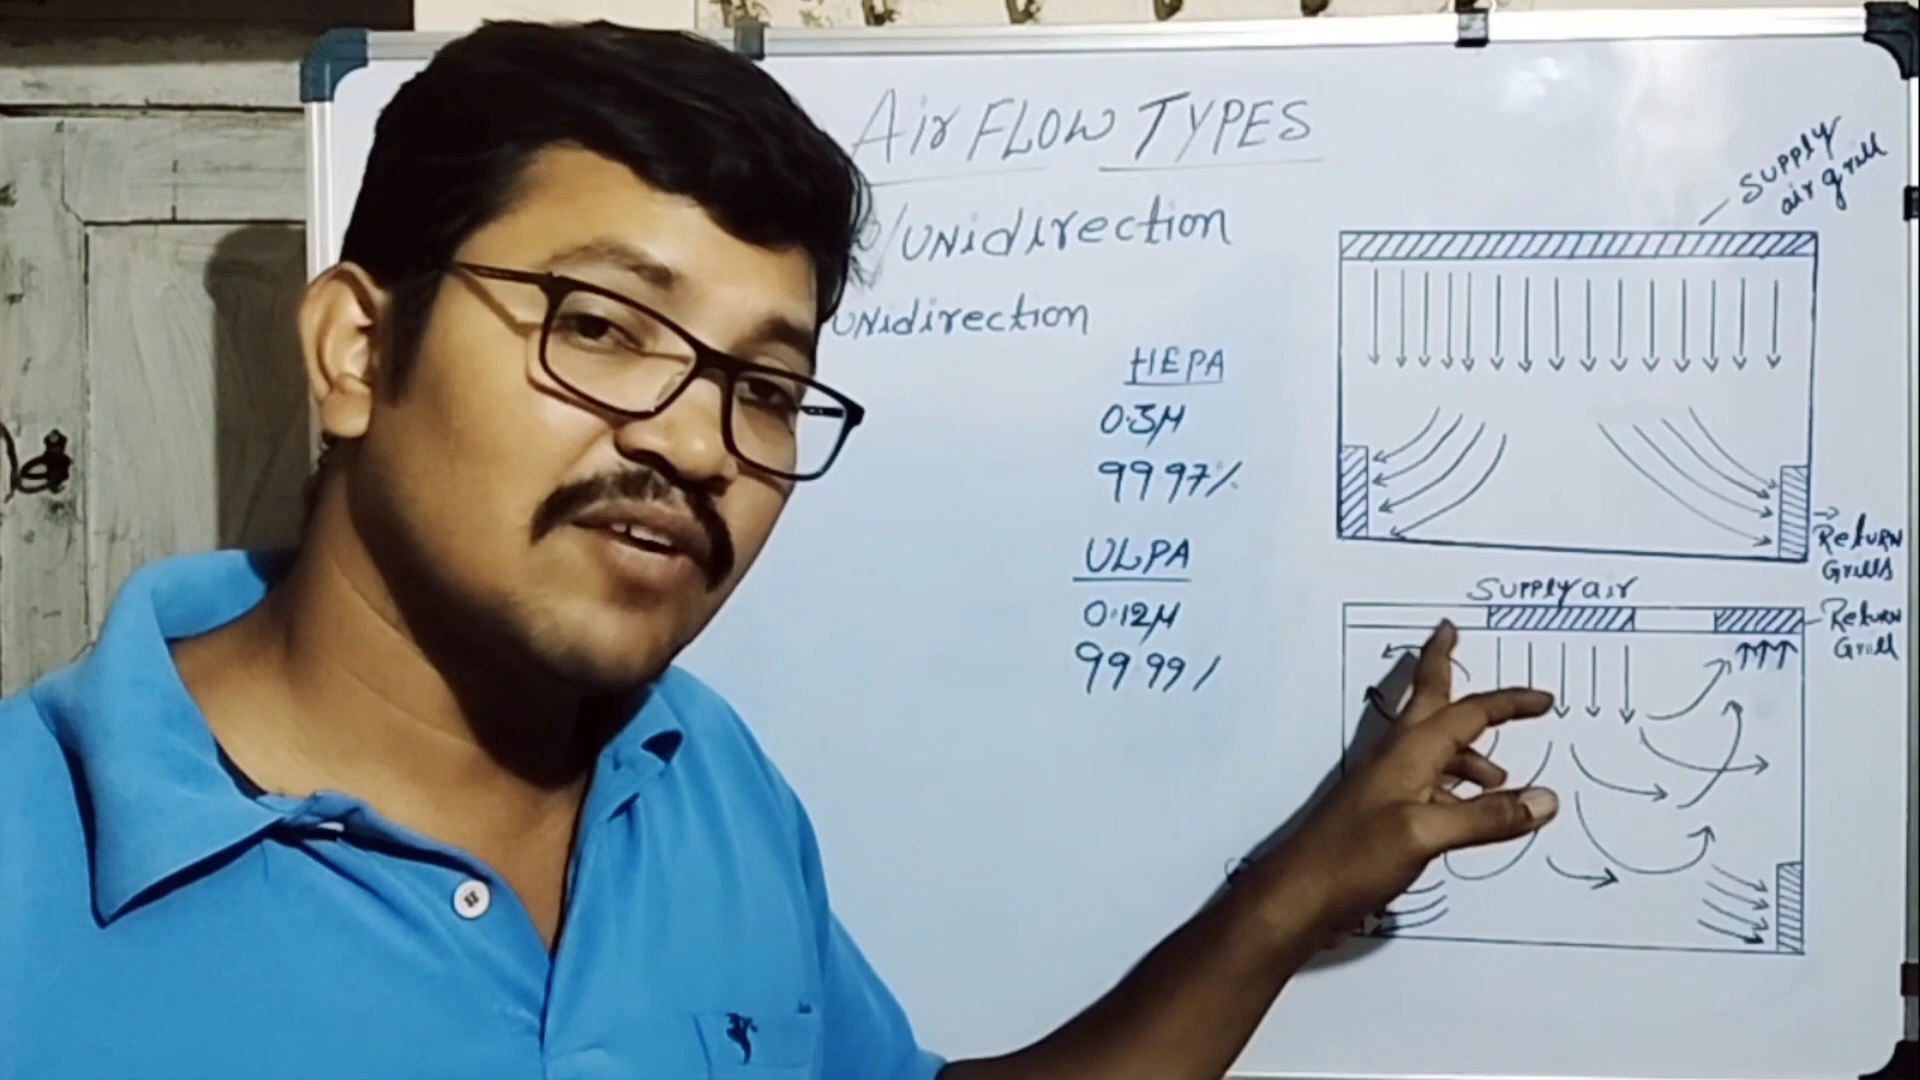 Air FLOW TYPES
/UNidirection
UNidirection
HEPA
0.3μ
99 97%
ULPA
0.12μ
99 99%
SUPPly
air grill
Return
Grills
Supply air
Return
Grill